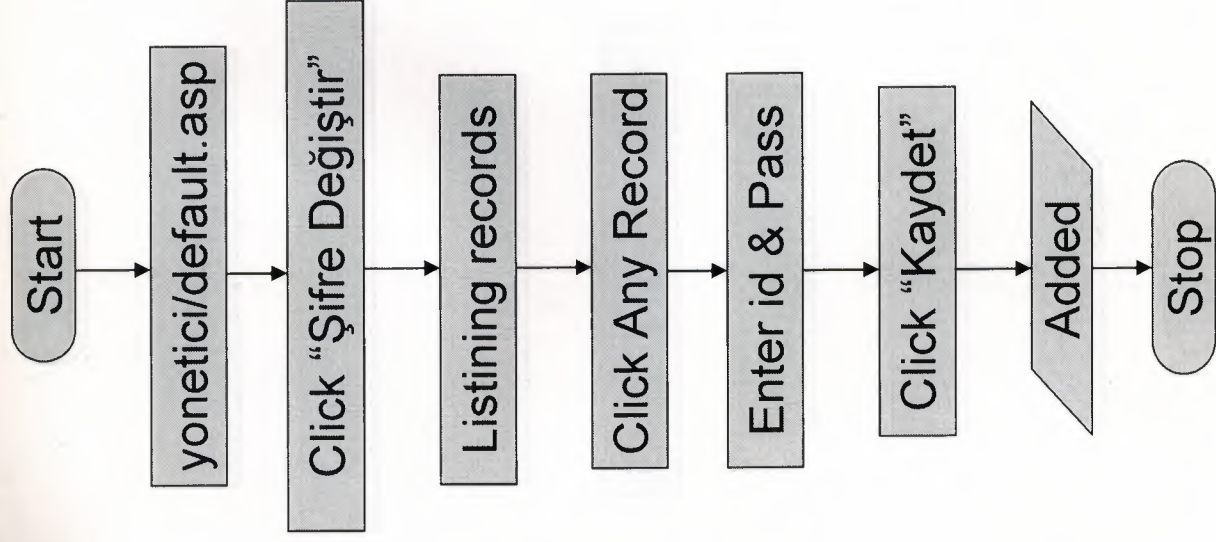 Start
yonetici/default.asp
Click “Şifre Değiştir”
Listining records
Click Any Record
Enter id & Pass
Click “Kaydet”
Added
Stop